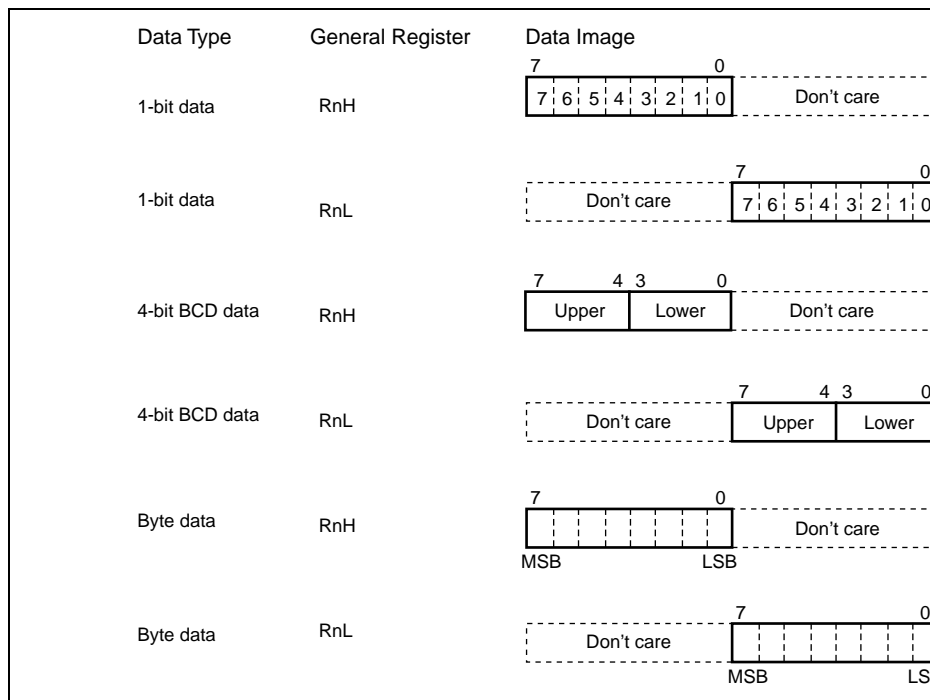 Data Type General Register Data Image
7 0
1-bit data RnH 7 6 5 4 3 2 1 0 Don't care
7 0
1-bit data RnL Don't care 7 6 5 4 3 2 1 0
7 4 3 0
4-bit BCD data RnH Upper Lower Don't care
7 4 3 0
4-bit BCD data RnL Don't care Upper Lower
7 0
Byte data RnH Don't care
MSB LSB
7 0
Byte data RnL Don't care
MSB LS